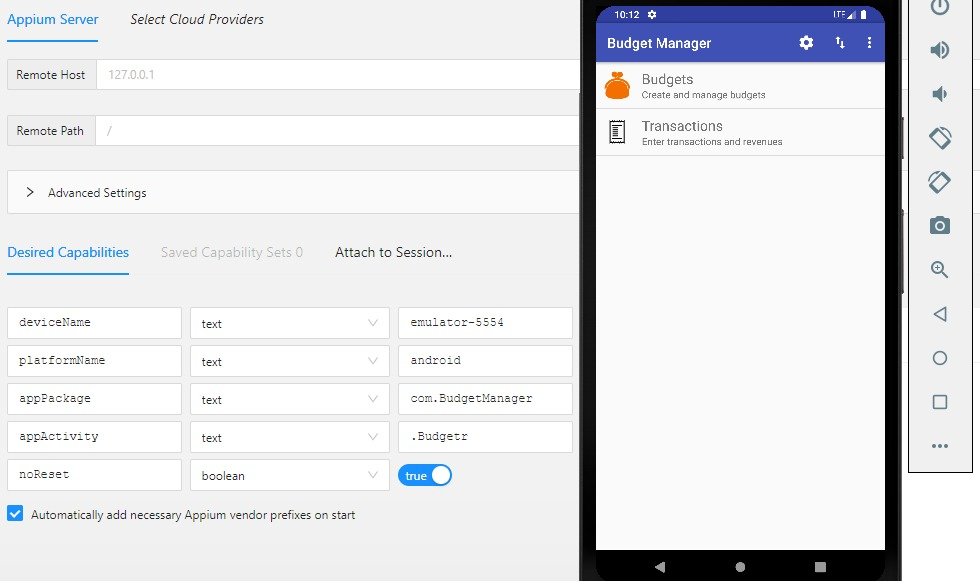 Appium Server
Select Cloud Providers
Remote Host
127.0.0.1
Remote Path
/
Advanced Settings
Desired Capabilities
Saved Capability Sets 0
Attach to Session...
deviceName
text
emulator-5554
platformName
text
android
appPackage
text
com.BudgetManager
appActivity
text
.Budgetr
noReset
boolean
true
Automatically add necessary Appium vendor prefixes on start
10:12
LTE
Budget Manager
Budgets
Create and manage budgets
Transactions
Enter transactions and revenues